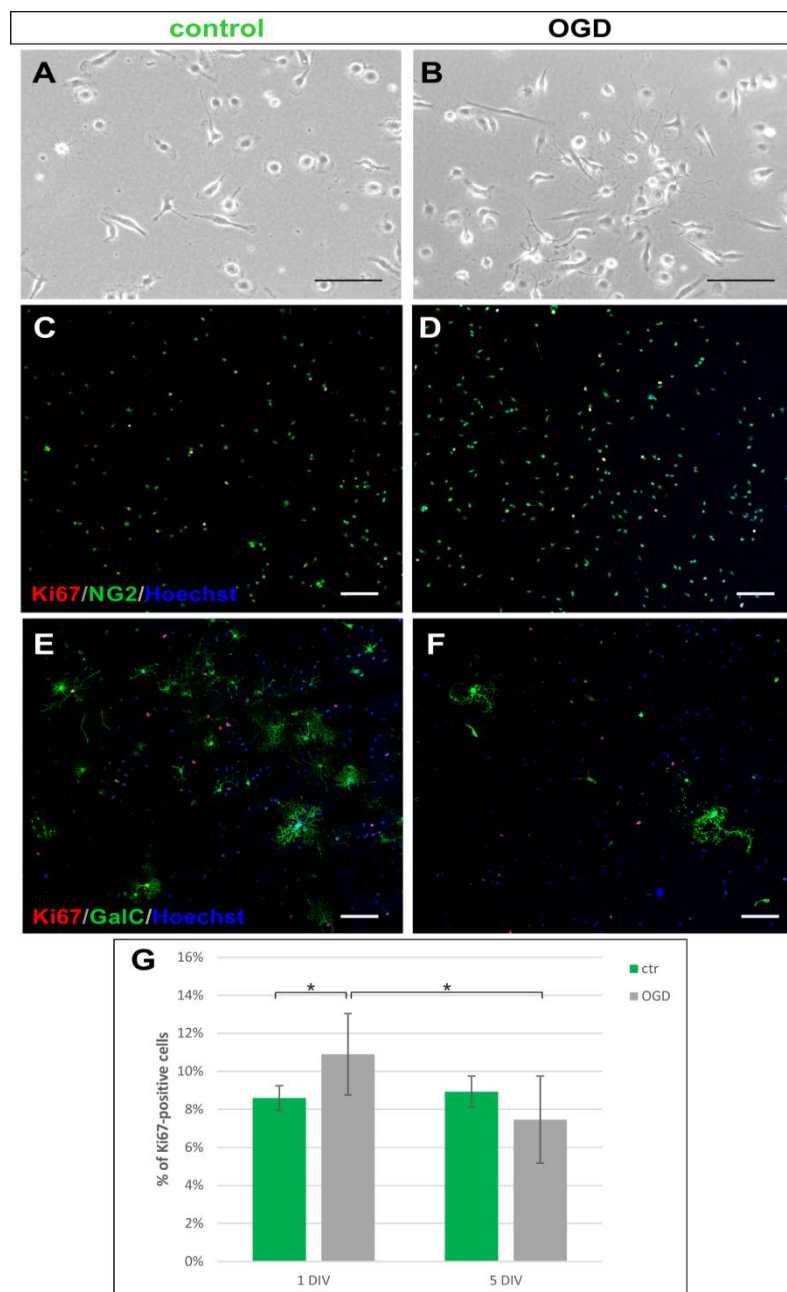 control OGD
A B
C D
Ki67/NG2/Hoechst
E F
Ki67/GalC/Hoechst
G
16%
14%
12%
10%
8%
6%
4%
2%
0%
% of Ki67-positive cells
* *
ctr
OGD
1 DIV 5 DIV